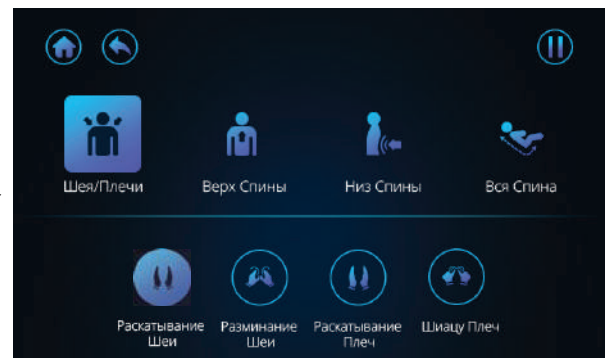 Шея/Плечи
Верх Спины
Низ Спины
Вся Спина
Раскатывание
Шеи
Разминание
Шеи
Раскатывание
Плеч
Шиацу Плеч